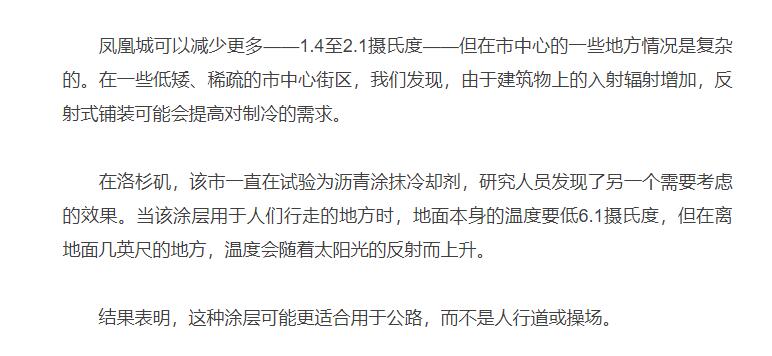 凤凰城可以减少更多——1.4至2.1摄氏度——但在市中心的一些地方情况是复杂
的。在一些低矮、稀疏的市中心街区，我们发现，由于建筑物上的入射辐射增加，反
射式铺装可能会提高对制冷的需求。
在洛杉矶，该市一直在试验为沥青涂抹冷却剂，研究人员发现了另一个需要考虑
的效果。当该涂层用于人们行走的地方时，地面本身的温度要低6.1摄氏度，但在离
地面几英尺的地方，温度会随着太阳光的反射而上升。
结果表明，这种涂层可能更适合用于公路，而不是人行道或操场。